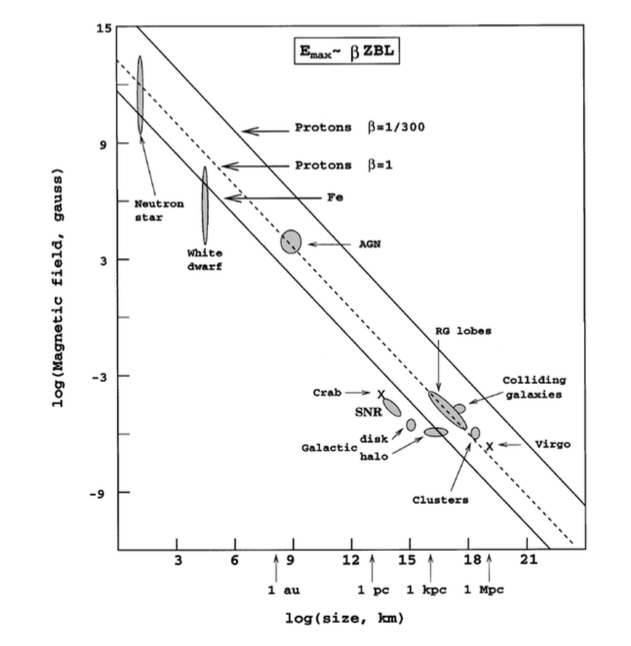 15
E_max~ β ZBL
Protons β=1/300
9
Protons β=1
Fe
Neutron
star
AGN
White
dwarf
3
log(Magnetic field, gauss)
RG lobes
-3
Colliding
galaxies
Crab
X
SNR
disk
Galactic
halo
X
Virgo
-9
Clusters
3 6 9 12 15 18 21
1 au 1 pc 1 kpc 1 Mpc
log(size, km)